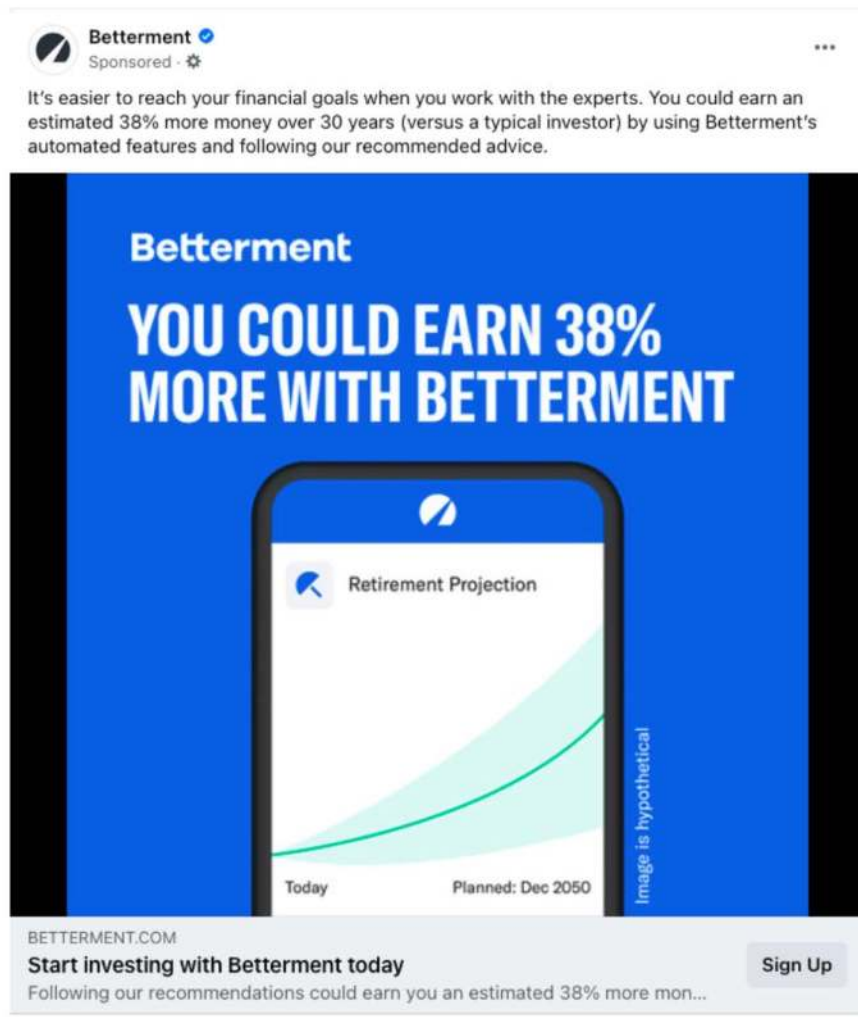 Betterment
Sponsored ·
It's easier to reach your financial goals when you work with the experts. You could earn an
estimated 38% more money over 30 years (versus a typical investor) by using Betterment's
automated features and following our recommended advice.
Betterment
YOU COULD EARN 38%
MORE WITH BETTERMENT
Retirement Projection
Image is hypothetical
Today
Planned: Dec 2050
BETTERMENT.COM
Start investing with Betterment today
Sign Up
Following our recommendations could earn you an estimated 38% more mon...